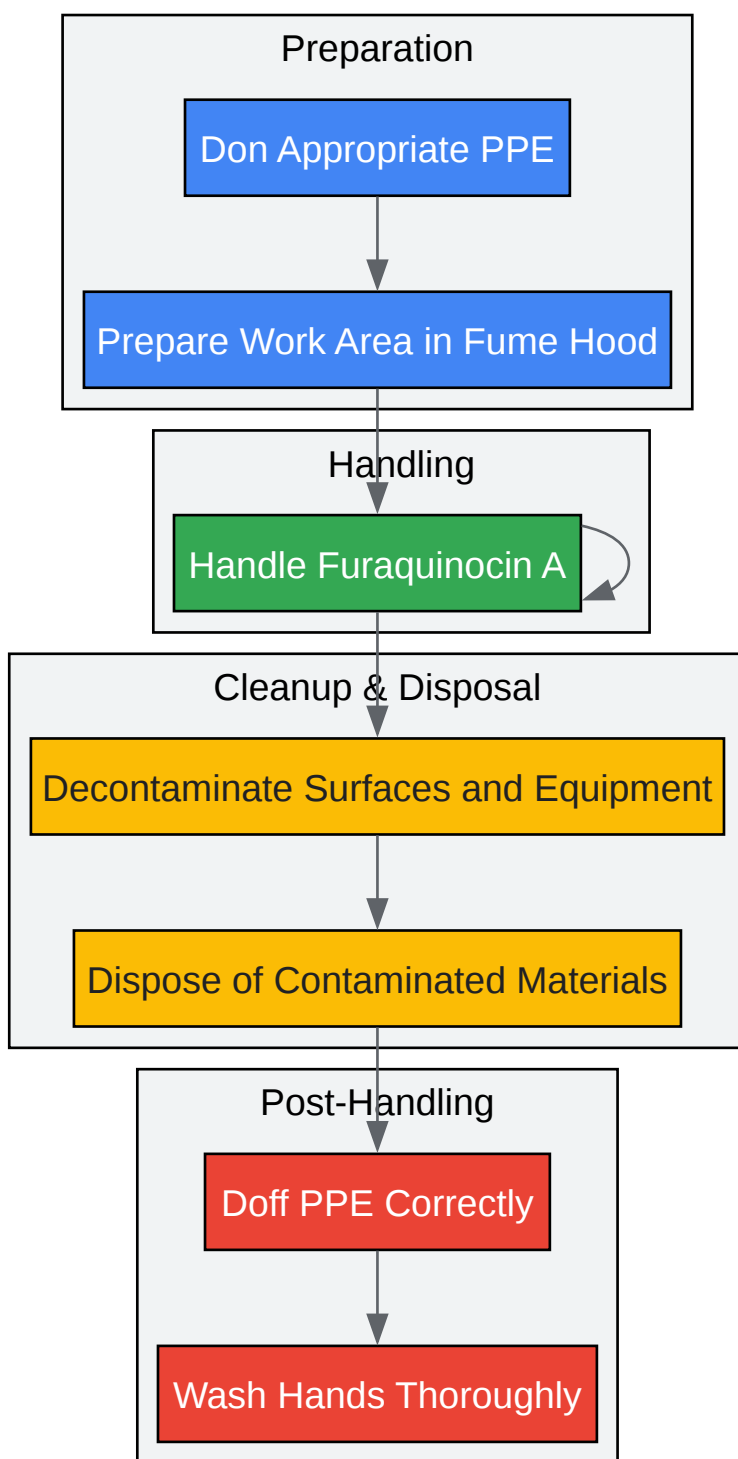 Preparation
Don Appropriate PPE
Prepare Work Area in Fume Hood
Handling
Handle Furaquinocin A
Cleanup & Disposal
Decontaminate Surfaces and Equipment
Dispose of Contaminated Materials
Post-Handling
Doff PPE Correctly
Wash Hands Thoroughly